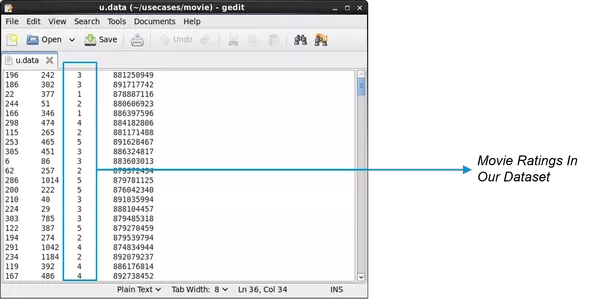 u.data (~/usecases/movie) - gedit
File Edit View Search Tools Documents Help
Open Save Undo
u.data
196 242 3 881250949
186 302 3 891717742
22 377 1 878887116
244 51 2 880606923
166 346 1 886397596
298 474 4 884182806
115 265 2 881171488
253 465 5 891628467
305 451 3 886324817
6 86 3 883603013
62 257 2 879372434
286 1014 5 879781125
200 222 5 876042340
210 40 3 891035994
224 29 3 888104457
303 785 3 879485318
122 387 5 879270459
194 274 2 879539794
291 1042 4 874834944
234 1184 2 892079237
119 392 4 886176814
167 486 4 892738452
Plain Text Tab Width: 8 Ln 36, Col 34 INS
Movie Ratings In
Our Dataset